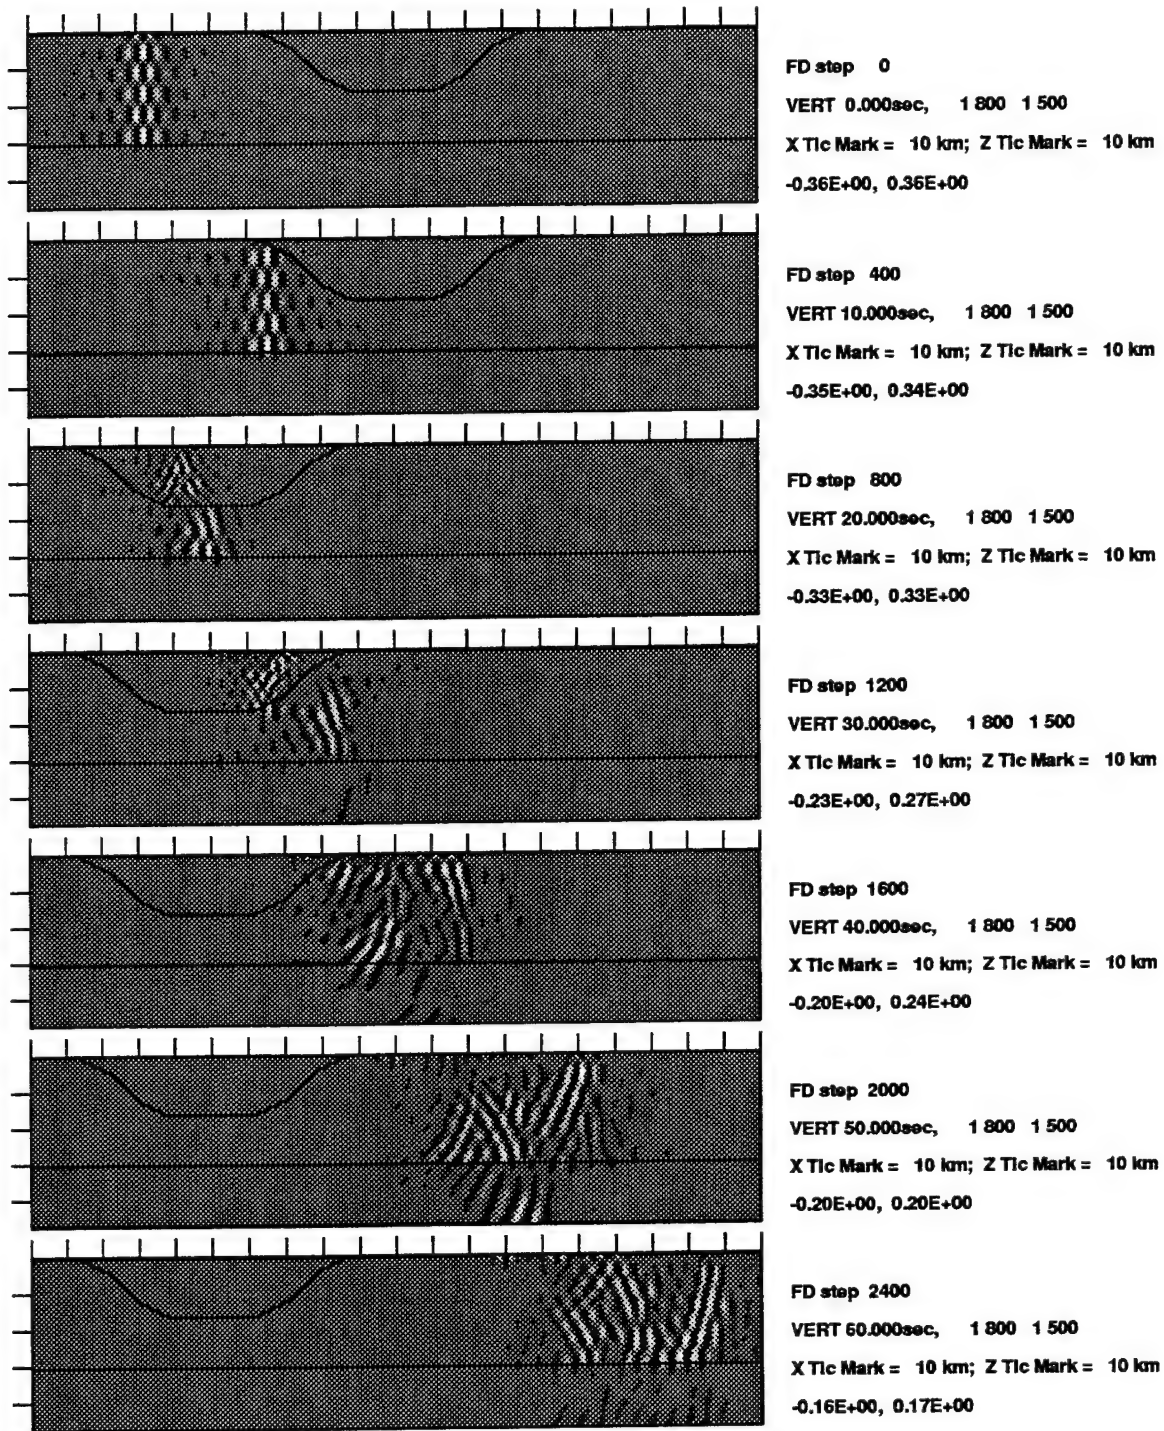 FD step 0
VERT 0.000sec, 1 800 1 500
X Tic Mark = 10 km; Z Tic Mark = 10 km
-0.36E+00, 0.36E+00
FD step 400
VERT 10.000sec, 1 800 1 500
X Tic Mark = 10 km; Z Tic Mark = 10 km
-0.35E+00, 0.34E+00
FD step 800
VERT 20.000sec, 1 800 1 500
X Tic Mark = 10 km; Z Tic Mark = 10 km
-0.33E+00, 0.33E+00
FD step 1200
VERT 30.000sec, 1 800 1 500
X Tic Mark = 10 km; Z Tic Mark = 10 km
-0.23E+00, 0.27E+00
FD step 1600
VERT 40.000sec, 1 800 1 500
X Tic Mark = 10 km; Z Tic Mark = 10 km
-0.20E+00, 0.24E+00
FD step 2000
VERT 50.000sec, 1 800 1 500
X Tic Mark = 10 km; Z Tic Mark = 10 km
-0.20E+00, 0.20E+00
FD step 2400
VERT 60.000sec, 1 800 1 500
X Tic Mark = 10 km; Z Tic Mark = 10 km
-0.16E+00, 0.17E+00